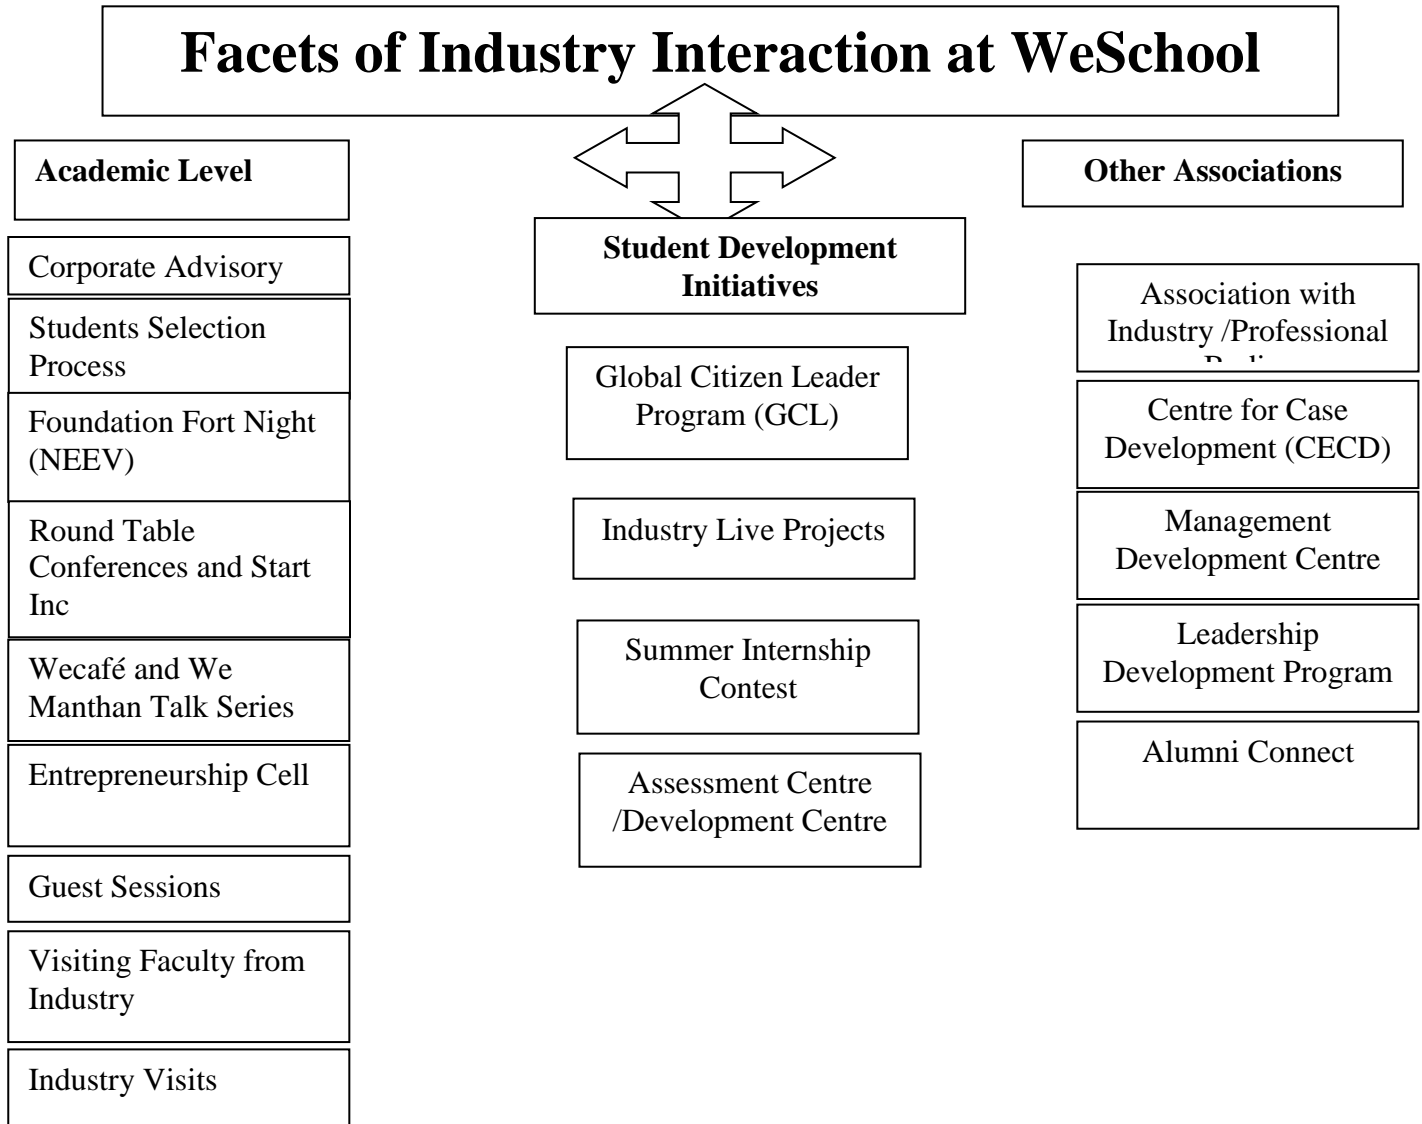 Facets of Industry Interaction at WeSchool
Academic Level
Corporate Advisory
Students Selection
Process
Foundation Fort Night
(NEEV)
Round Table
Conferences and Start
Inc
Wecafé and We
Manthan Talk Series
Entrepreneurship Cell
Guest Sessions
Visiting Faculty from
Industry
Industry Visits
Student Development
Initiatives
Global Citizen Leader
Program (GCL)
Industry Live Projects
Summer Internship
Contest
Assessment Centre
/Development Centre
Other Associations
Association with
Industry /Professional
Centre for Case
Development (CECD)
Management
Development Centre
Leadership
Development Program
Alumni Connect